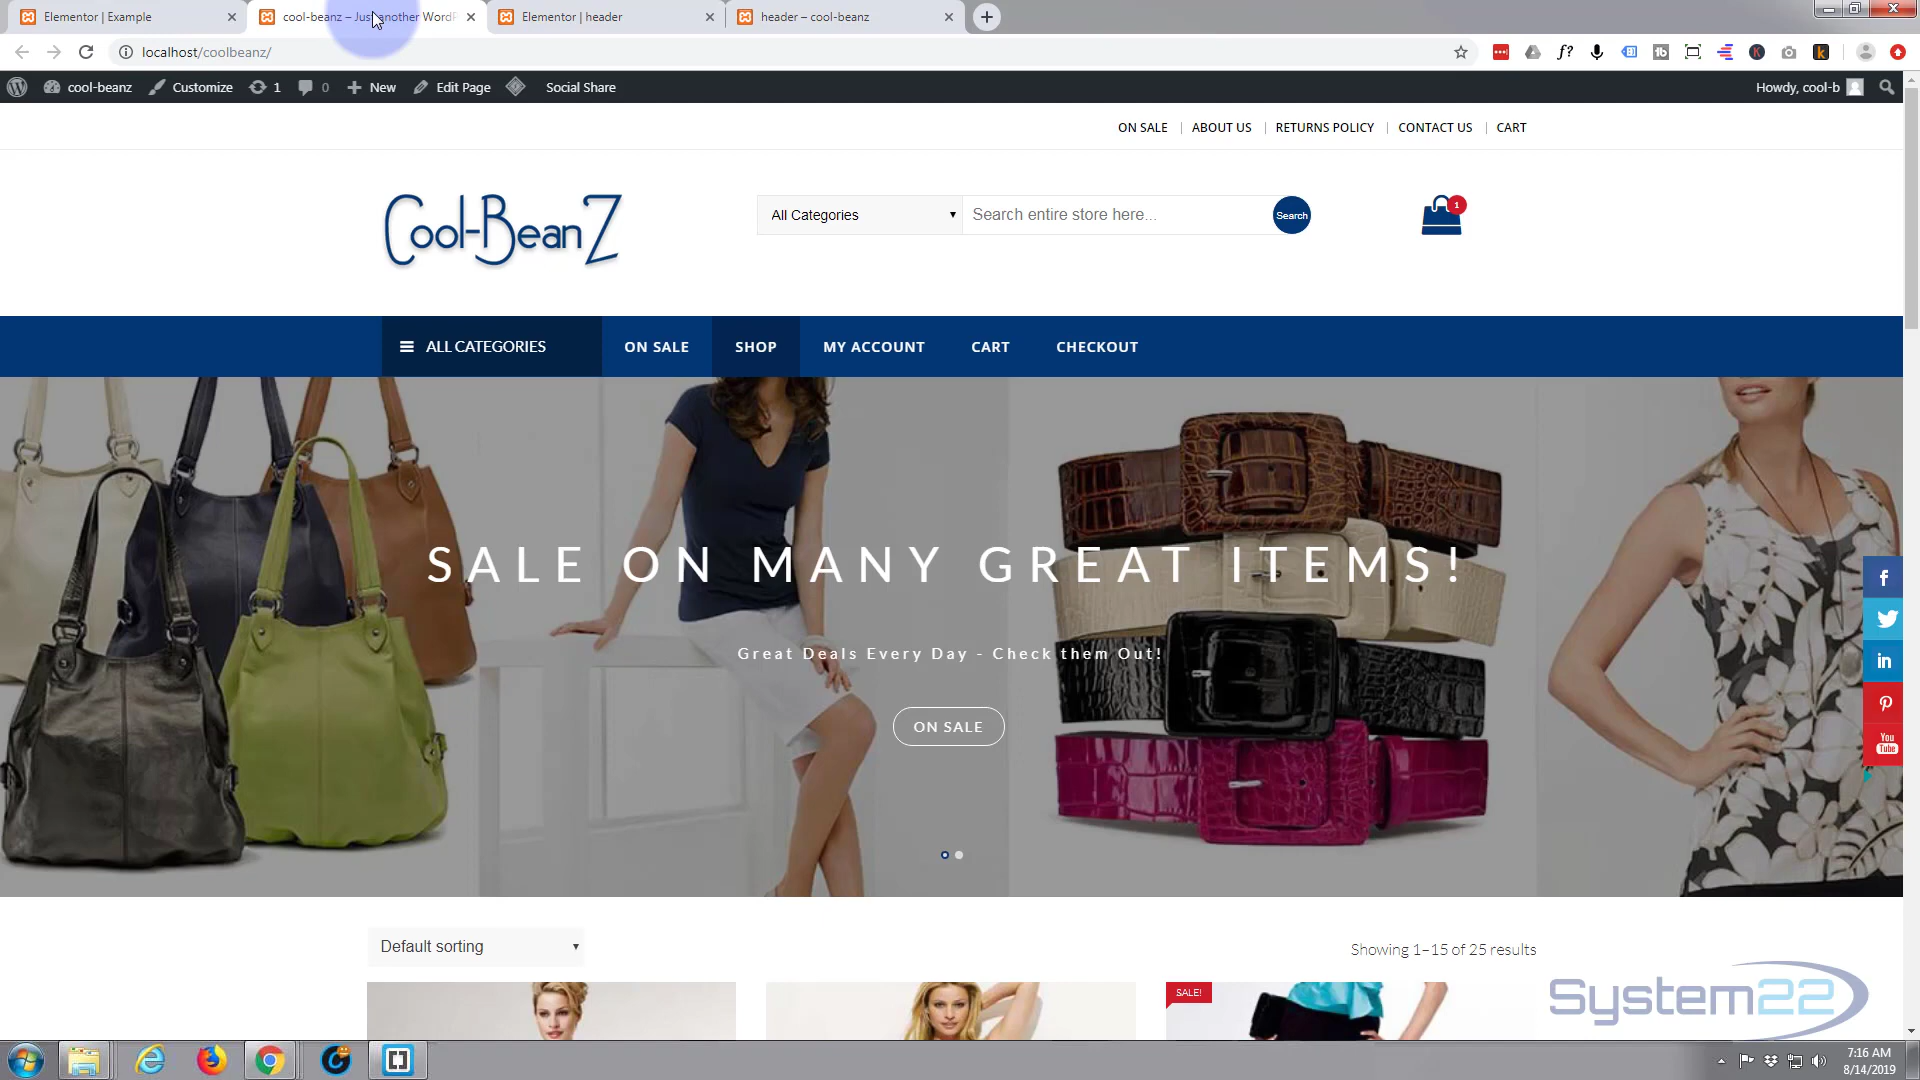 Elementor | Example
cool-beanz – Just another WordP
Elementor | header
header – cool-beanz
localhost/coolbeanz/
cool-beanz
Customize
1
0
New
Edit Page
Social Share
Howdy, cool-b
ON SALE
ABOUT US
RETURNS POLICY
CONTACT US
CART
Cool-BeanZ
All Categories
Search entire store here...
Search
1
ALL CATEGORIES
ON SALE
SHOP
MY ACCOUNT
CART
CHECKOUT
SALE ON MANY GREAT ITEMS!
Great Deals Every Day - Check them Out!
ON SALE
You
Tube
Default sorting
Showing 1–15 of 25 results
SALE!
System22
7:16 AM
8/14/2019